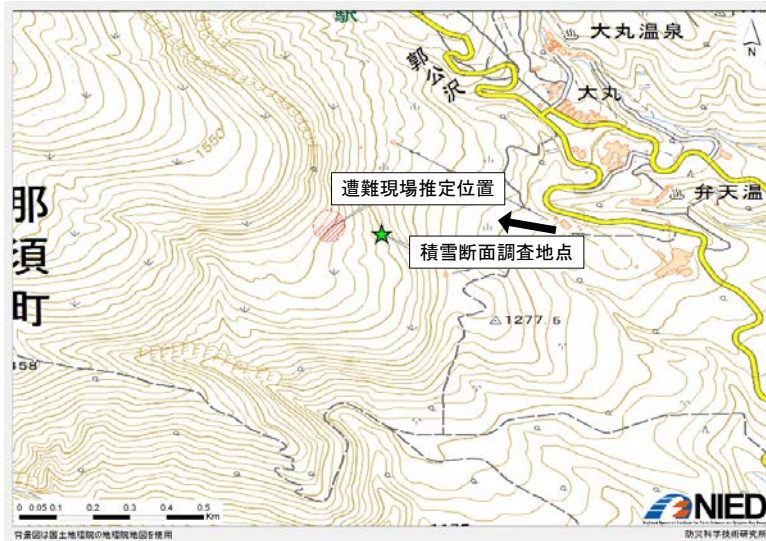 駅
大丸温泉
N
郭公沢
大丸
1550
遭難現場推定位置
弁天温
那須町
積雪断面調査地点
1277.5
358
0 0.05 0.1 0.2 0.3 0.4 0.5
Km
NIED
背景図は国土地理院の地理院地図を使用
防災科学技術研究所